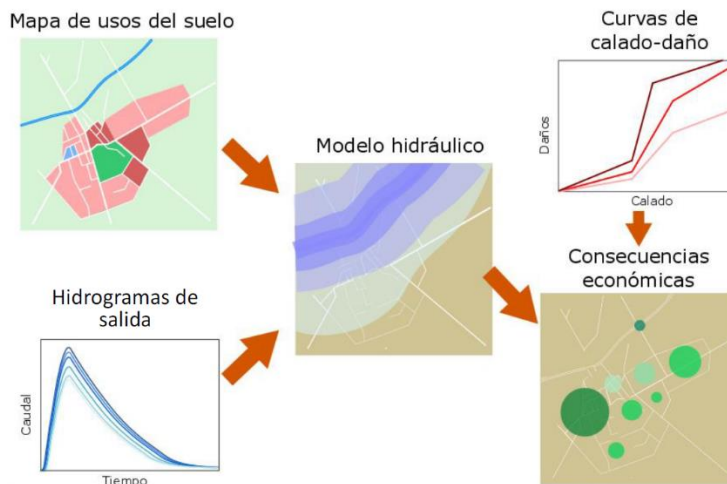 Mapa de usos del suelo
Curvas de
calado-daño
Daños
Calado
Modelo hidráulico
Hidrogramas de
salida
Caudal
Tiempo
Consecuencias
económicas